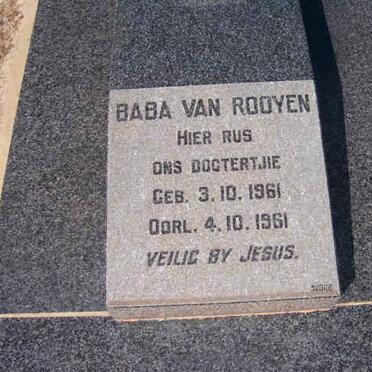 BABA VAN ROOYEN
HIER RUS
ONS DOGTERTJIE
GEB. 3.10.1961
OORL. 4.10.1961
VEILIG BY JESUS.